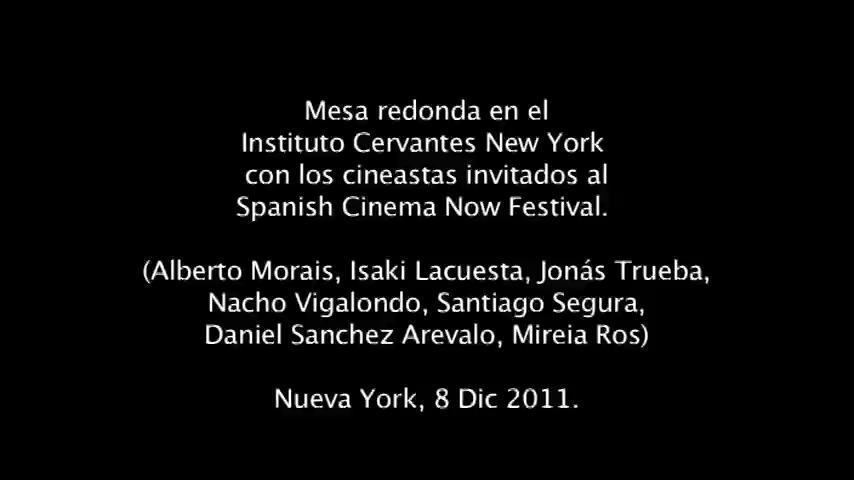 Mesa redonda en el
Instituto Cervantes New York
con los cineastas invitados al
Spanish Cinema Now Festival.
(Alberto Morais, Isaki Lacuesta, Jonás Trueba,
Nacho Vigalondo, Santiago Segura,
Daniel Sanchez Arevalo, Mireia Ros)
Nueva York, 8 Dic 2011.